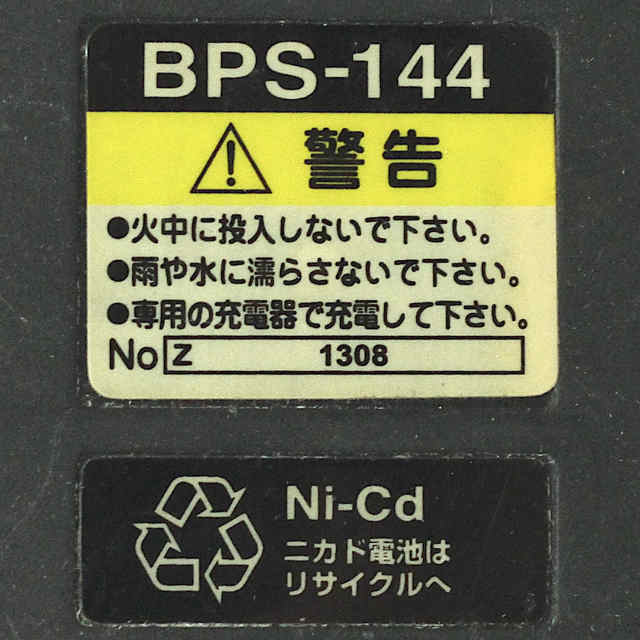 BPS-144
警告
●火中に投入しないで下さい。
●雨や水に濡らさないで下さい。
●専用の充電器で充電して下さい。
No Z 1308
Ni-Cd
ニカド電池は
リサイクルへ